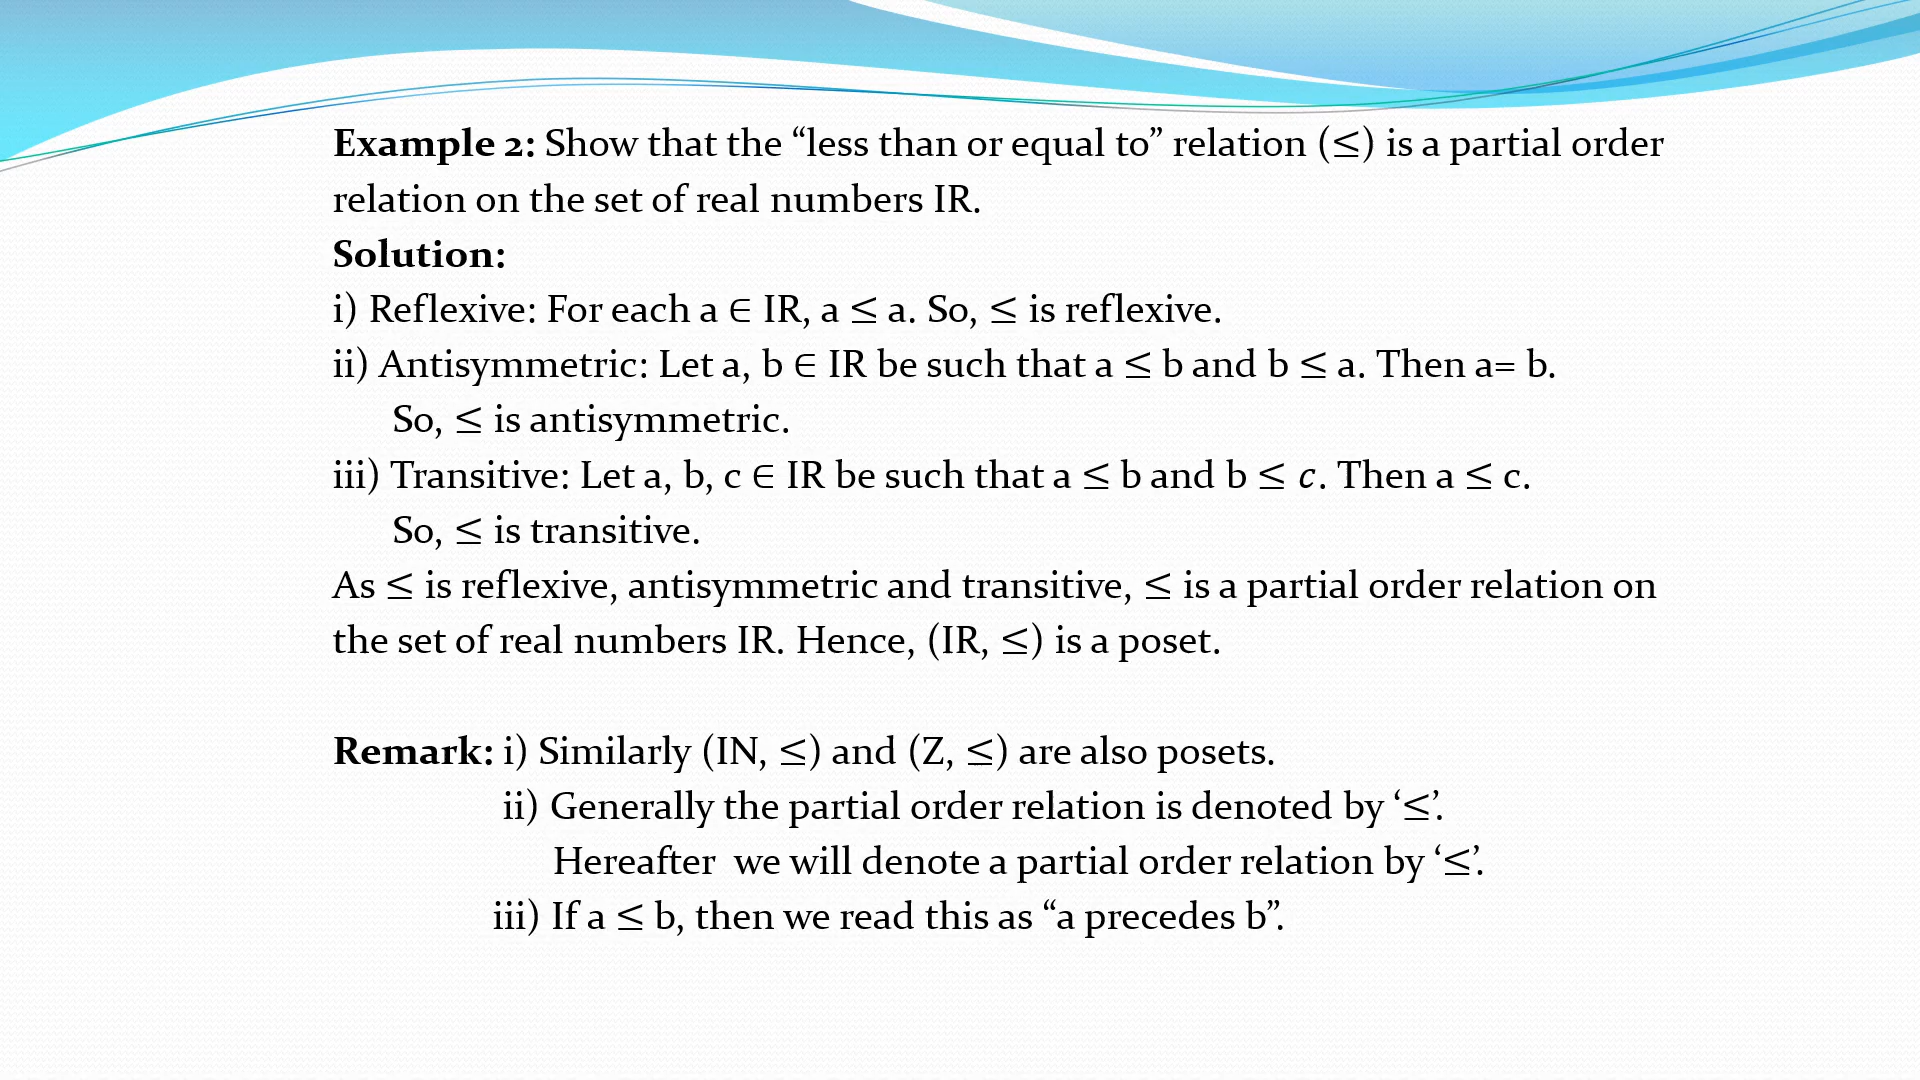 Example 2: Show that the “less than or equal to” relation (≤) is a partial order
relation on the set of real numbers IR.
Solution:
i) Reflexive: For each a ∈ IR, a ≤ a. So, ≤ is reflexive.
ii) Antisymmetric: Let a, b ∈ IR be such that a ≤ b and b ≤ a. Then a= b.
So, ≤ is antisymmetric.
iii) Transitive: Let a, b, c ∈ IR be such that a ≤ b and b ≤ c. Then a ≤ c.
So, ≤ is transitive.
As ≤ is reflexive, antisymmetric and transitive, ≤ is a partial order relation on
the set of real numbers IR. Hence, (IR, ≤) is a poset.
Remark: i) Similarly (IN, ≤) and (Z, ≤) are also posets.
ii) Generally the partial order relation is denoted by ‘≤’.
Hereafter  we will denote a partial order relation by ‘≤’.
iii) If a ≤ b, then we read this as “a precedes b”.